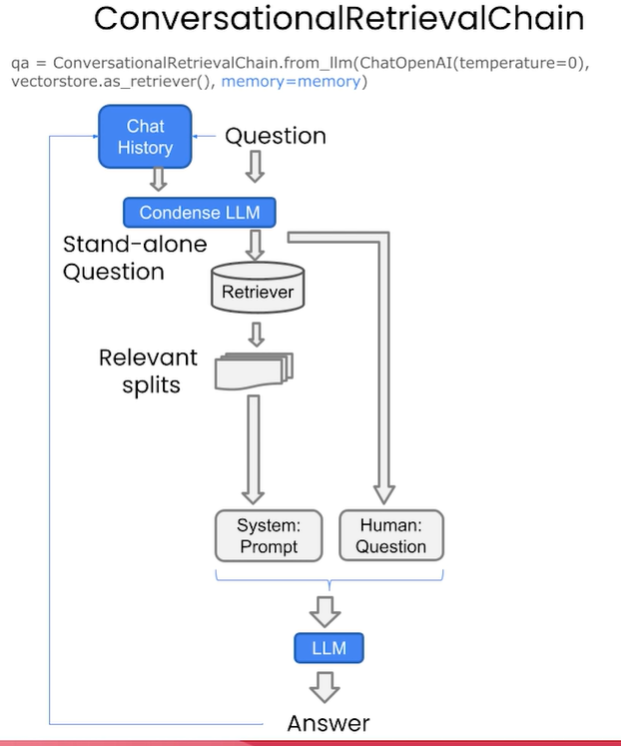 ConversationalRetrievalChain
qa = ConversationalRetrievalChain.from_llm(ChatOpenAI(temperature=0),
vectorstore.as_retriever(), memory=memory)
Chat
History
Question
Condense LLM
Stand-alone
Question
Retriever
Relevant
splits
System:
Prompt
Human:
Question
LLM
Answer